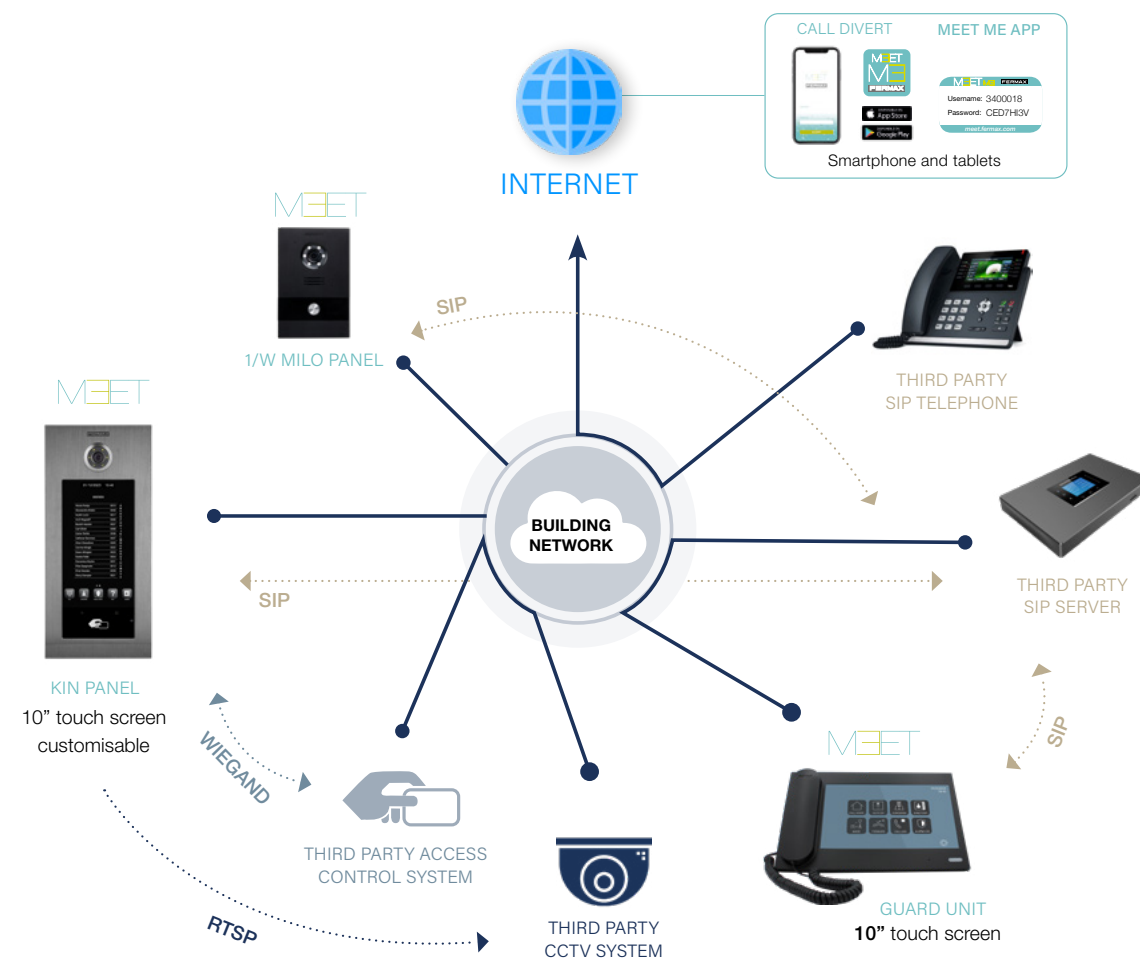 CALL DIVERT
MEET ME APP
MEET
ME
FERMAX
App Store
Google Play
MEET ME FERMAX
Username: 3400018
Password: CED7HI3V
meet.fermax.com
Smartphone and tablets
INTERNET
MEET
1/W MILO PANEL
SIP
THIRD PARTY
SIP TELEPHONE
MEET
KIN PANEL
10” touch screen
customisable
BUILDING
NETWORK
SIP
THIRD PARTY
SIP SERVER
SIP
WIEGAND
THIRD PARTY ACCESS
CONTROL SYSTEM
RTSP
THIRD PARTY
CCTV SYSTEM
MEET
GUARD UNIT
10” touch screen